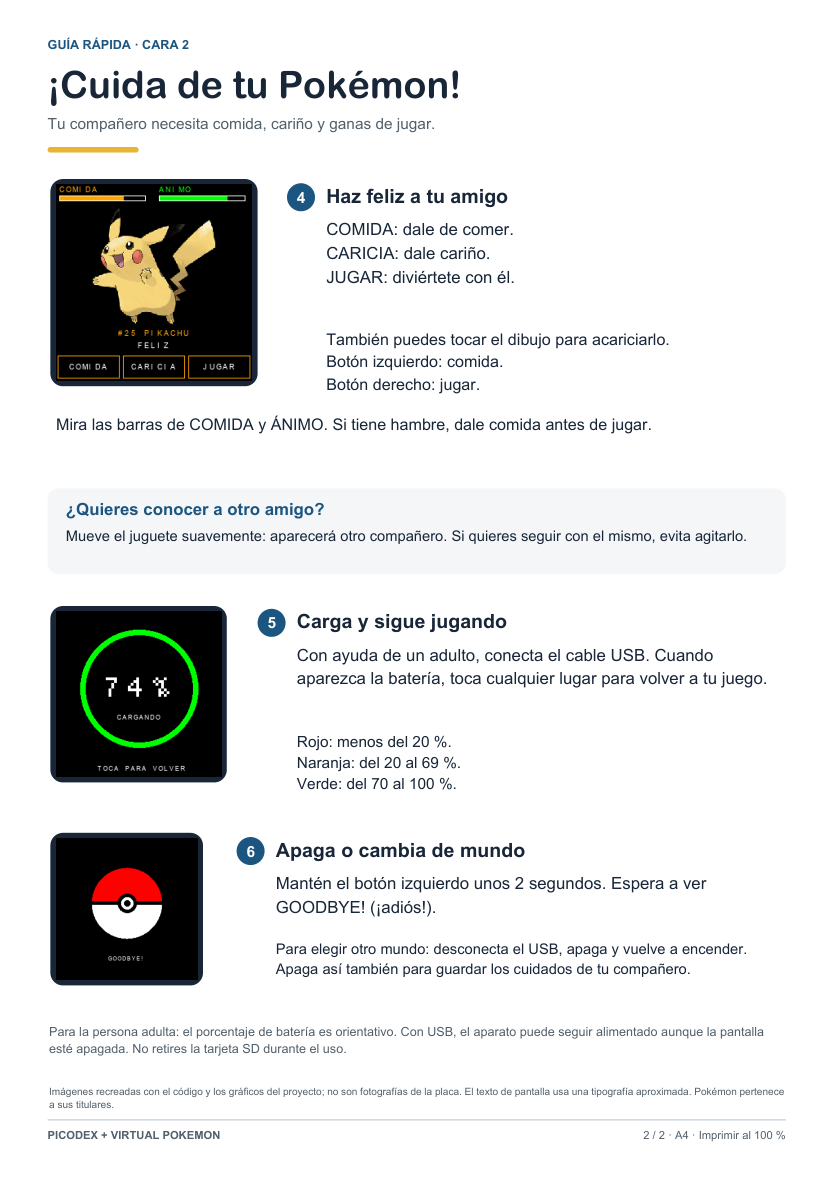 GUÍA RÁPIDA · CARA 2
¡Cuida de tu Pokémon!
Tu compañero necesita comida, cariño y ganas de jugar.
COMIDA ANIMO
#25 PIKACHU
FELIZ
COMIDA CARICIA JUGAR
4 Haz feliz a tu amigo
COMIDA: dale de comer.
CARICIA: dale cariño.
JUGAR: diviértete con él.
También puedes tocar el dibujo para acariciarlo.
Botón izquierdo: comida.
Botón derecho: jugar.
Mira las barras de COMIDA y ÁNIMO. Si tiene hambre, dale comida antes de jugar.
¿Quieres conocer a otro amigo?
Mueve el juguete suavemente: aparecerá otro compañero. Si quieres seguir con el mismo, evita agitarlo.
74%
CARGANDO
TOCA PARA VOLVER
5 Carga y sigue jugando
Con ayuda de un adulto, conecta el cable USB. Cuando
aparezca la batería, toca cualquier lugar para volver a tu juego.
Rojo: menos del 20 %.
Naranja: del 20 al 69 %.
Verde: del 70 al 100 %.
GOODBYE!
6 Apaga o cambia de mundo
Mantén el botón izquierdo unos 2 segundos. Espera a ver
GOODBYE! (¡adiós!).
Para elegir otro mundo: desconecta el USB, apaga y vuelve a encender.
Apaga así también para guardar los cuidados de tu compañero.
Para la persona adulta: el porcentaje de batería es orientativo. Con USB, el aparato puede seguir alimentado aunque la pantalla
esté apagada. No retires la tarjeta SD durante el uso.
Imágenes recreadas con el código y los gráficos del proyecto; no son fotografías de la placa. El texto de pantalla usa una tipografía aproximada. Pokémon pertenece
a sus titulares.
PICODEX + VIRTUAL POKEMON 2 / 2 · A4 · Imprimir al 100 %